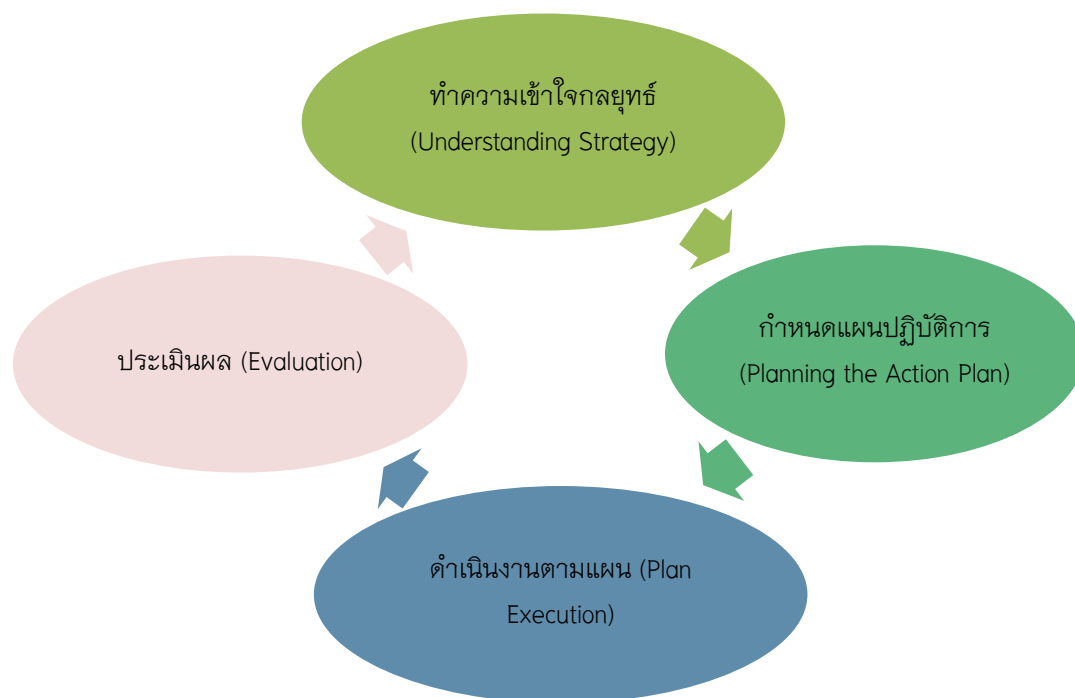 ทำความเข้าใจกลยุทธ์
(Understanding Strategy)
กำหนดแผนปฏิบัติการ
(Planning the Action Plan)
ดำเนินงานตามแผน (Plan
Execution)
ประเมินผล (Evaluation)